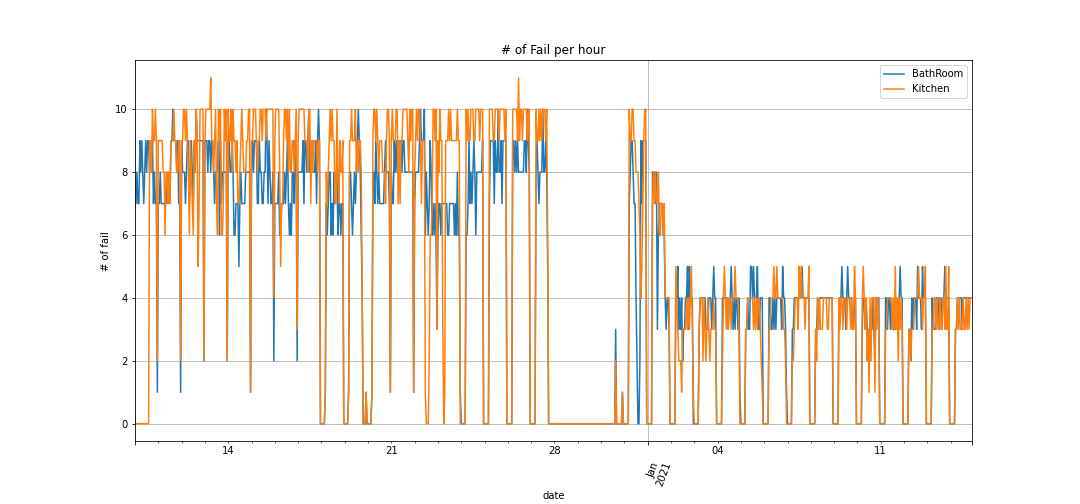 # of Fail per hour
BathRoom
Kitchen
# of fail
10
8
6
4
2
0
14
21
28
Jan
2021
04
11
date